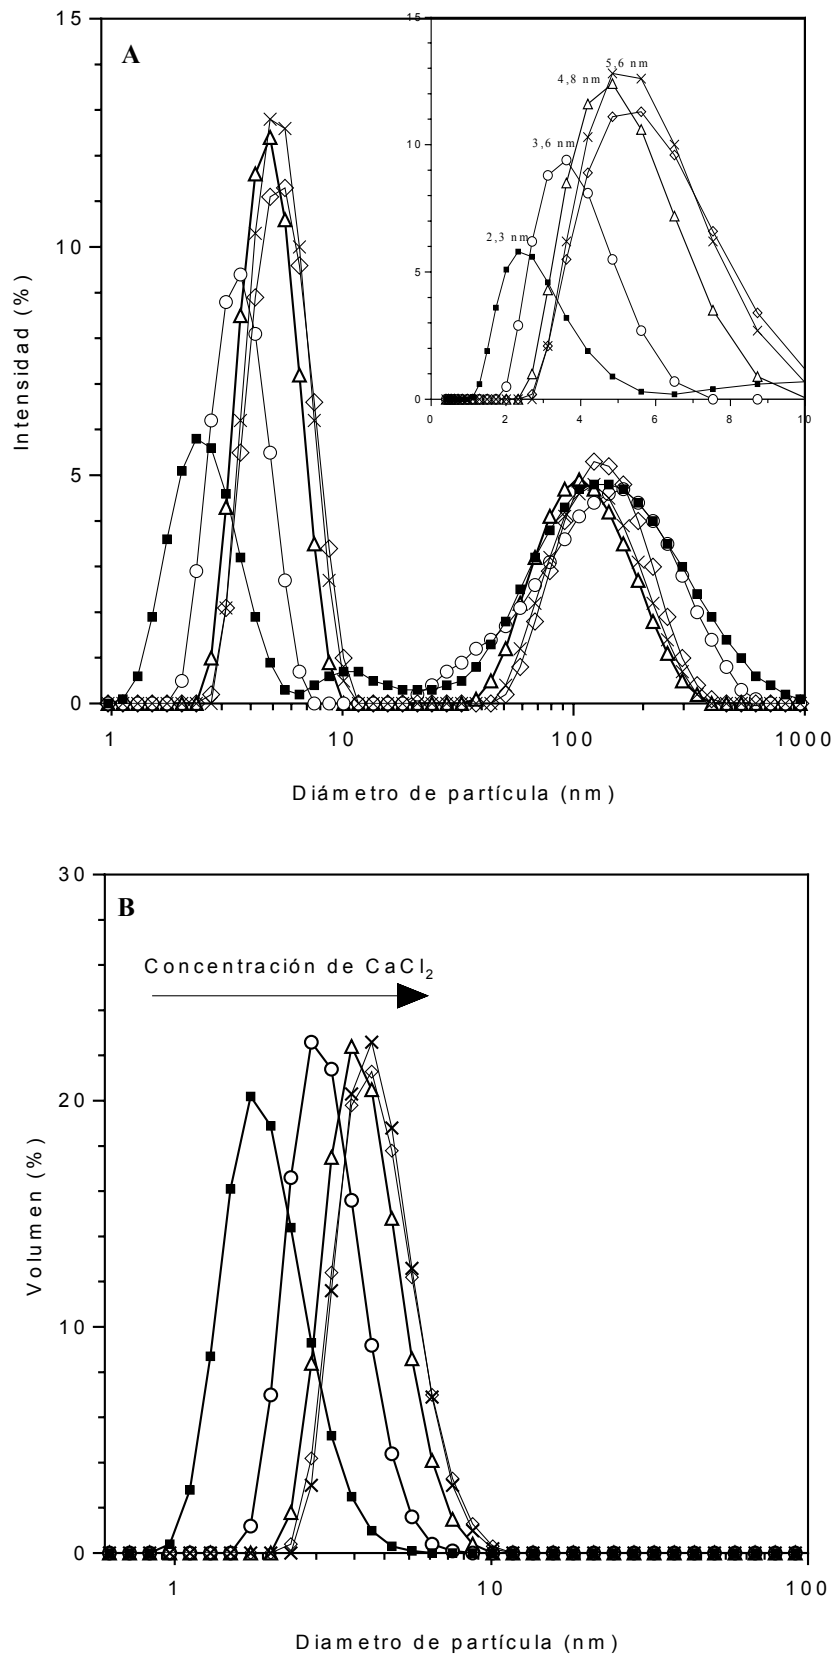 A
15
10
5
0
Intensidad (%)
1
10
100
1000
Diámetro de partícula (nm)
15
10
5
0
0
2
4
6
8
10
2,3 nm
3,6 nm
4,8 nm
5,6 nm
B
30
20
10
0
Volumen (%)
Concentración de CaCl2
1
10
100
Diametro de partícula (nm)